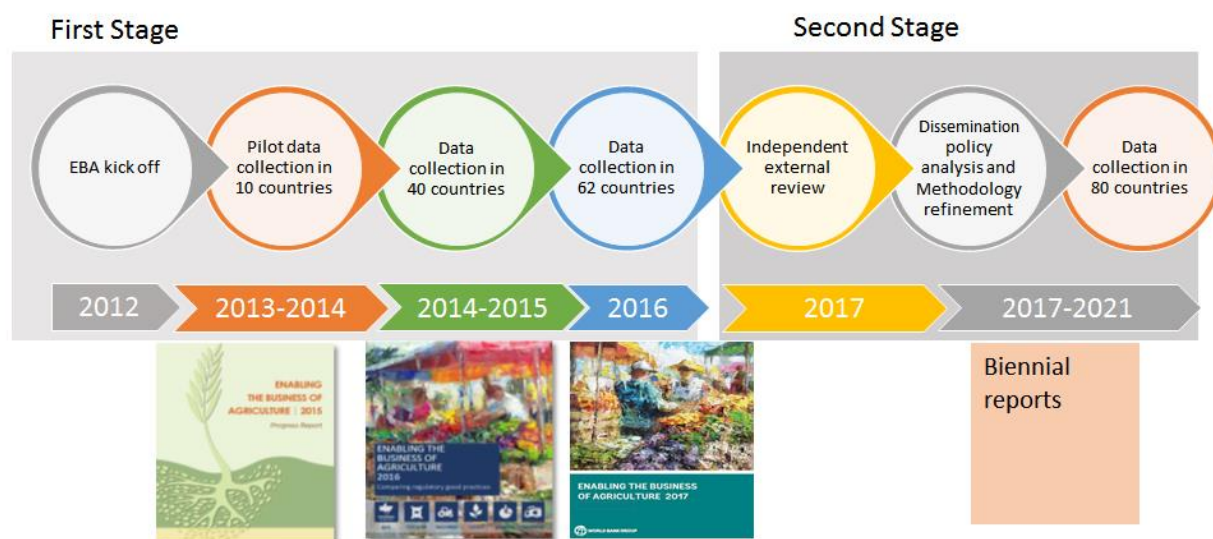 First Stage
Second Stage
EBA kick off
Pilot data
collection in
10 countries
Data
collection in
40 countries
Data
collection in
62 countries
Independent
external
review
Dissemination
policy
analysis and
Methodology
refinement
Data
collection in
80 countries
2012
2013-2014
2014-2015
2016
2017
2017-2021
ENABLING
THE BUSINESS OF
AGRICULTURE | 2015
Progress Report
ENABLING THE
BUSINESS OF
AGRICULTURE
2016
Comparing regulatory good practices
ENABLING THE BUSINESS
OF AGRICULTURE 2017
WORLD BANK GROUP
Biennial
reports